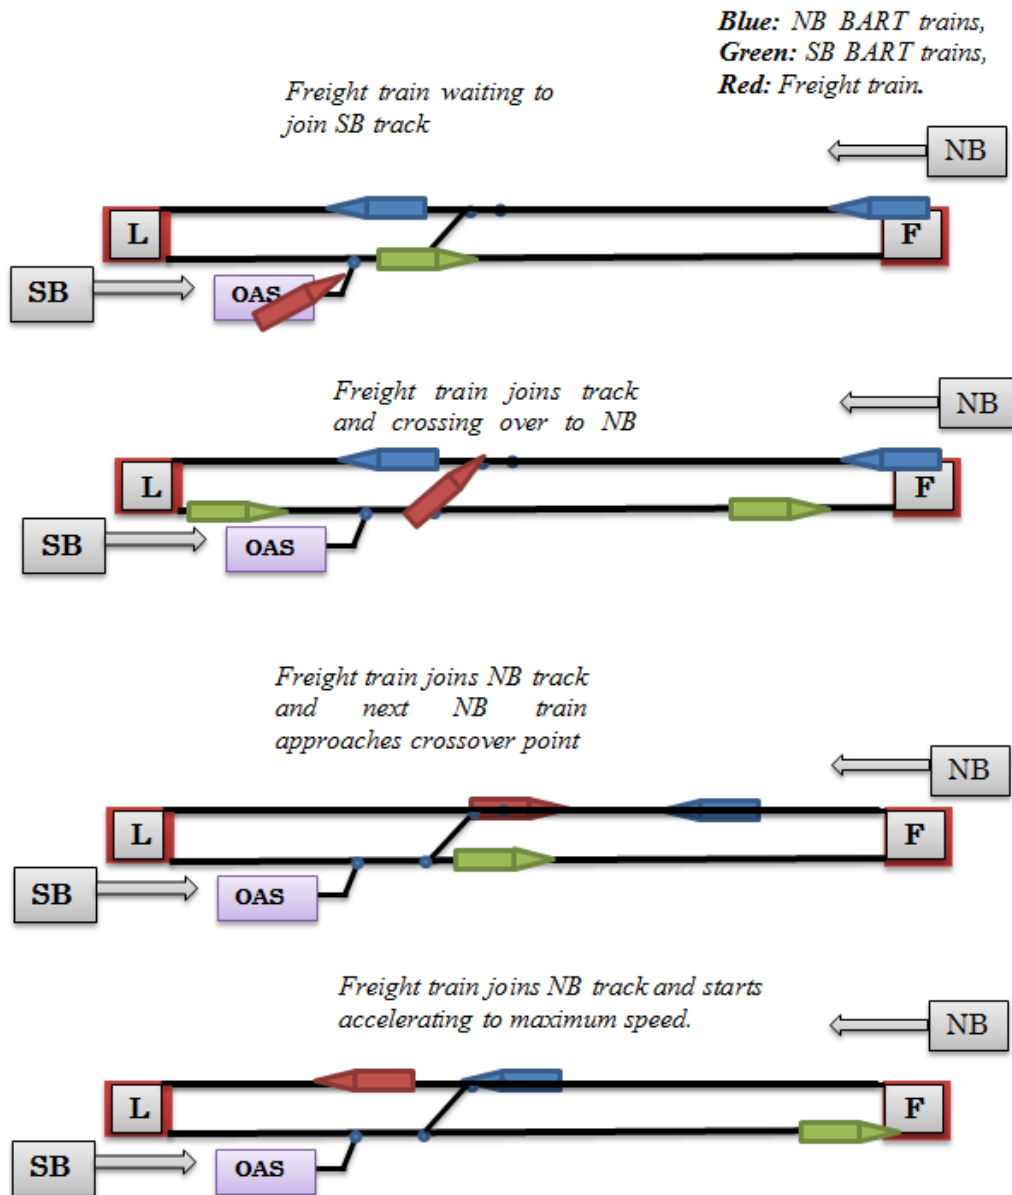 Blue: NB BART trains,
Green: SB BART trains,
Red: Freight train.
Freight train waiting to
join SB track
NB
L
F
SB
OAS
Freight train joins track
and crossing over to NB
NB
L
F
SB
OAS
Freight train joins NB track
and next NB train
approaches crossover point
NB
L
F
SB
OAS
Freight train joins NB track and starts
accelerating to maximum speed.
NB
L
F
SB
OAS